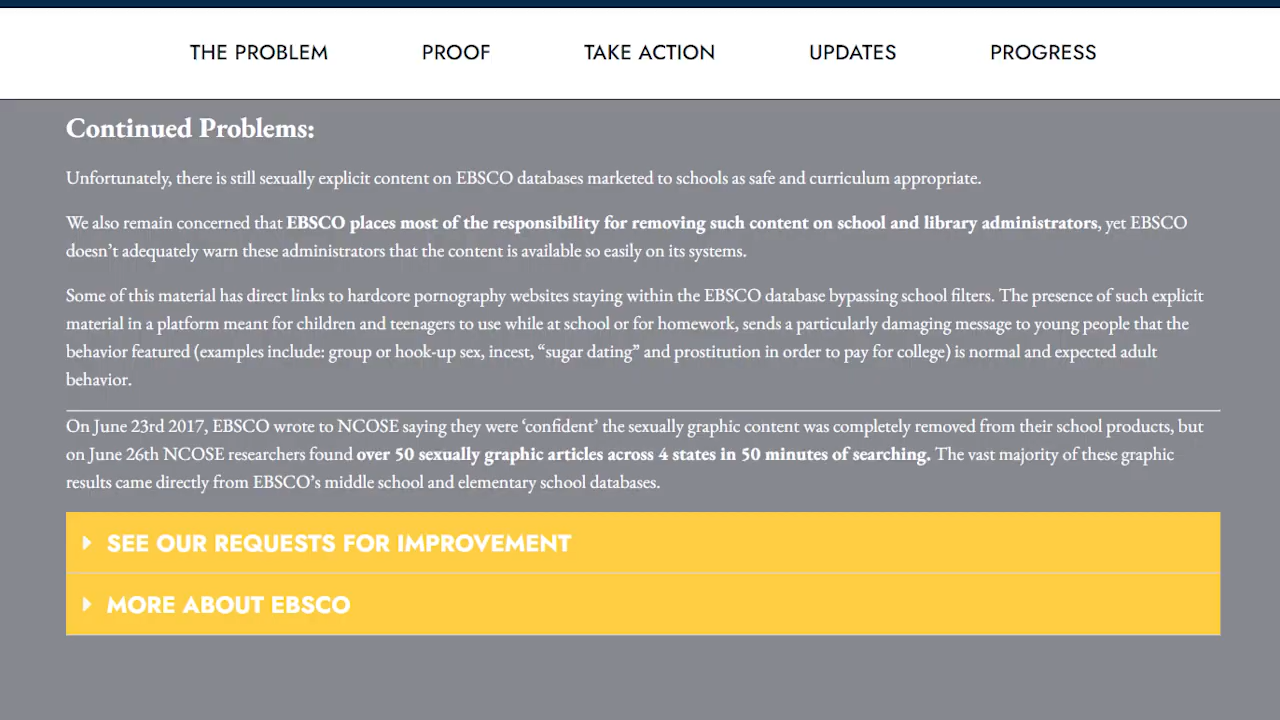 THE PROBLEM PROOF TAKE ACTION UPDATES PROGRESS
Continued Problems:
Unfortunately, there is still sexually explicit content on EBSCO databases marketed to schools as safe and curriculum appropriate.
We also remain concerned that EBSCO places most of the responsibility for removing such content on school and library administrators, yet EBSCO
doesn’t adequately warn these administrators that the content is available so easily on its systems.
Some of this material has direct links to hardcore pornography websites staying within the EBSCO database bypassing school filters. The presence of such explicit
material in a platform meant for children and teenagers to use while at school or for homework, sends a particularly damaging message to young people that the
behavior featured (examples include: group or hook-up sex, incest, “sugar dating” and prostitution in order to pay for college) is normal and expected adult
behavior.
On June 23rd 2017, EBSCO wrote to NCOSE saying they were ‘confident’ the sexually graphic content was completely removed from their school products, but
on June 26th NCOSE researchers found over 50 sexually graphic articles across 4 states in 50 minutes of searching. The vast majority of these graphic
results came directly from EBSCO’s middle school and elementary school databases.
SEE OUR REQUESTS FOR IMPROVEMENT
MORE ABOUT EBSCO